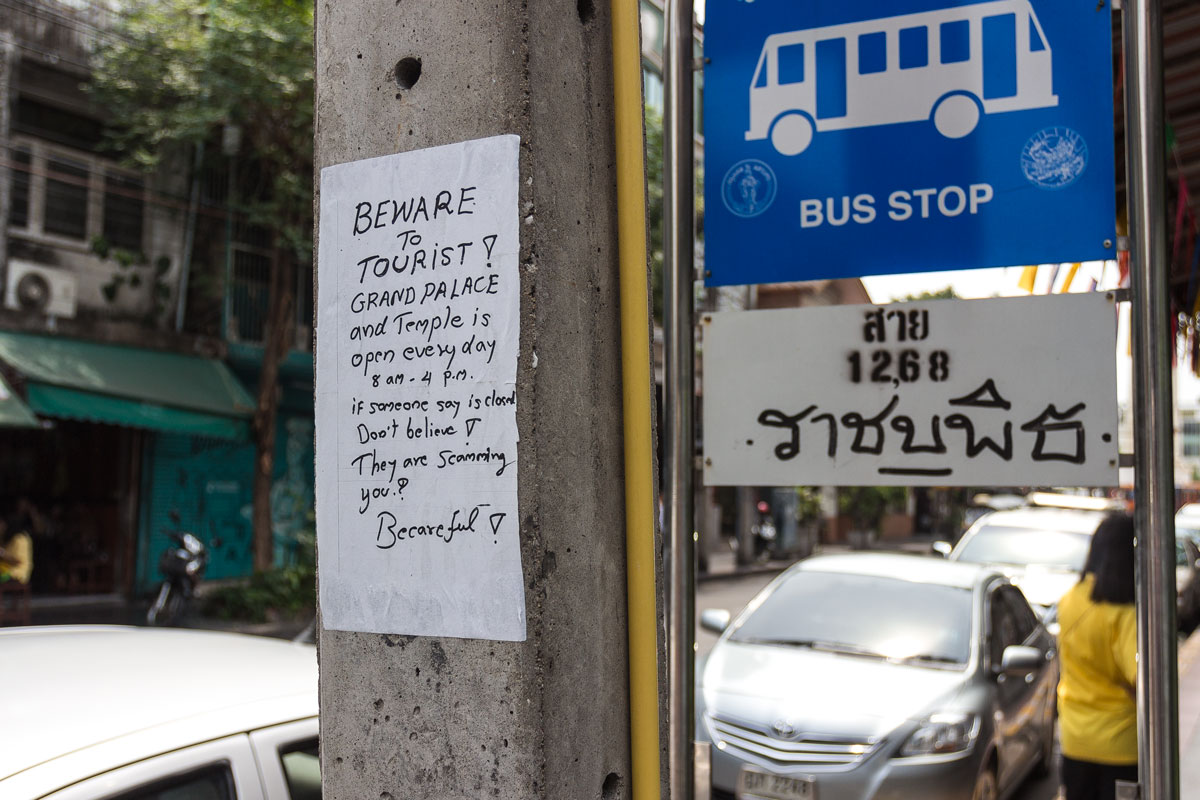 BEWARE
TO
TOURIST !
GRAND PALACE
and Temple is
open every day
8 am - 4 p.m.
if someone say is closed
Don't believe !
They are scamming
you.?
Becareful !
BUS STOP
สาย
12,68
·ราชบพิธ·